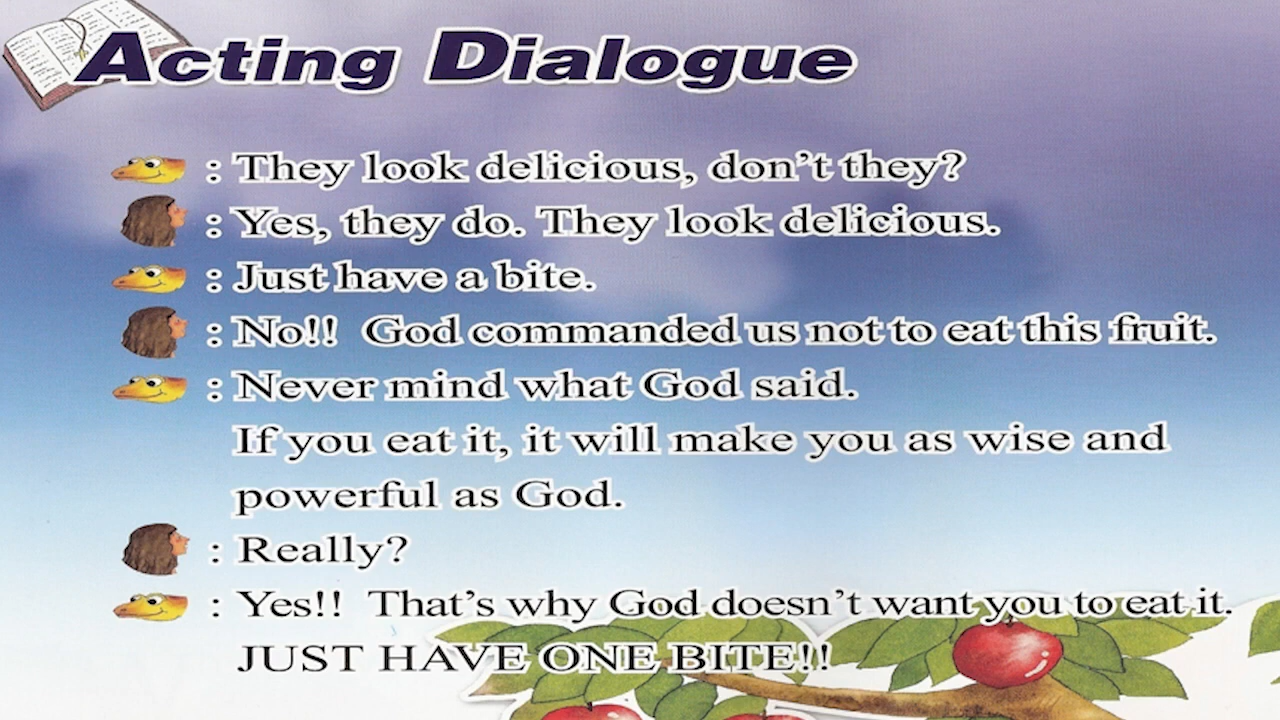 Acting Dialogue
: They look delicious, don't they?
: Yes, they do. They look delicious.
: Just have a bite.
: No!! God commanded us not to eat this fruit.
: Never mind what God said.
If you eat it, it will make you as wise and
powerful as God.
: Really?
: Yes!! That's why God doesn't want you to eat it.
JUST HAVE ONE BITE!!